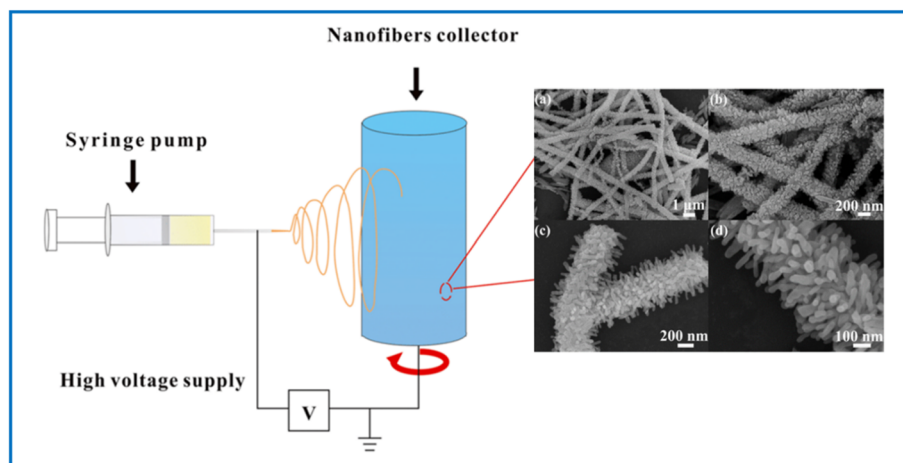 Nanofibers collector
Syringe pump
(a)
1 μm
(b)
200 nm
(c)
200 nm
(d)
100 nm
High voltage supply
V